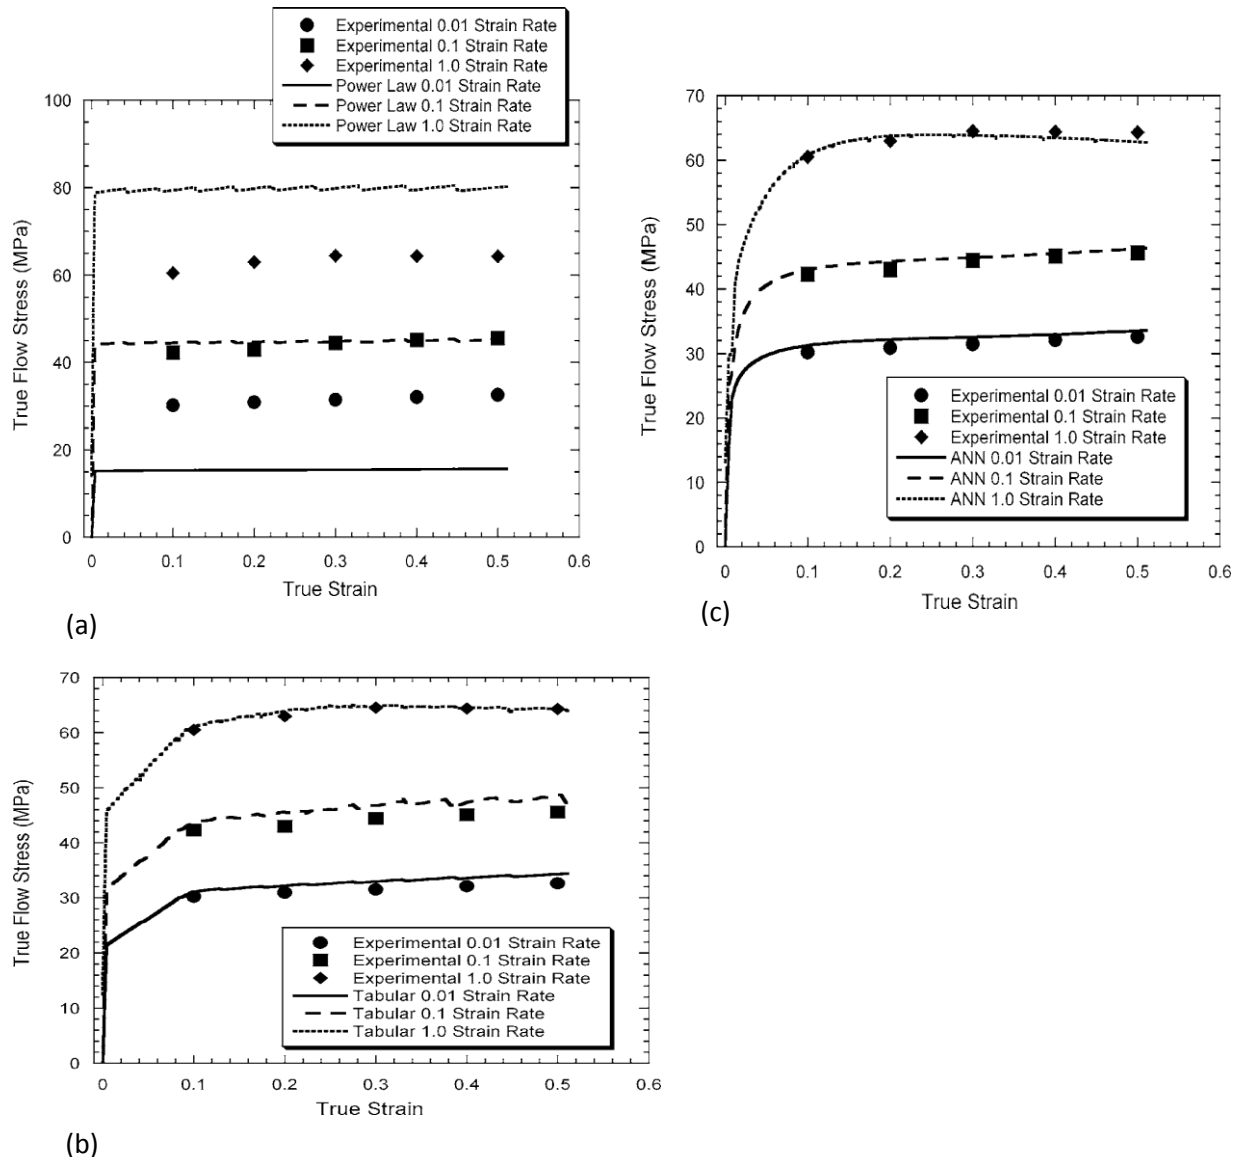 Experimental 0.01 Strain Rate
Experimental 0.1 Strain Rate
Experimental 1.0 Strain Rate
Power Law 0.01 Strain Rate
Power Law 0.1 Strain Rate
Power Law 1.0 Strain Rate
True Flow Stress (MPa)
100
80
60
40
20
0
0 0.1 0.2 0.3 0.4 0.5 0.6
True Strain
(a)
True Flow Stress (MPa)
70
60
50
40
30
20
10
0
Experimental 0.01 Strain Rate
Experimental 0.1 Strain Rate
Experimental 1.0 Strain Rate
ANN 0.01 Strain Rate
ANN 0.1 Strain Rate
ANN 1.0 Strain Rate
0 0.1 0.2 0.3 0.4 0.5 0.6
True Strain
(c)
True Flow Stress (MPa)
70
60
50
40
30
20
10
0
Experimental 0.01 Strain Rate
Experimental 0.1 Strain Rate
Experimental 1.0 Strain Rate
Tabular 0.01 Strain Rate
Tabular 0.1 Strain Rate
Tabular 1.0 Strain Rate
0 0.1 0.2 0.3 0.4 0.5 0.6
True Strain
(b)